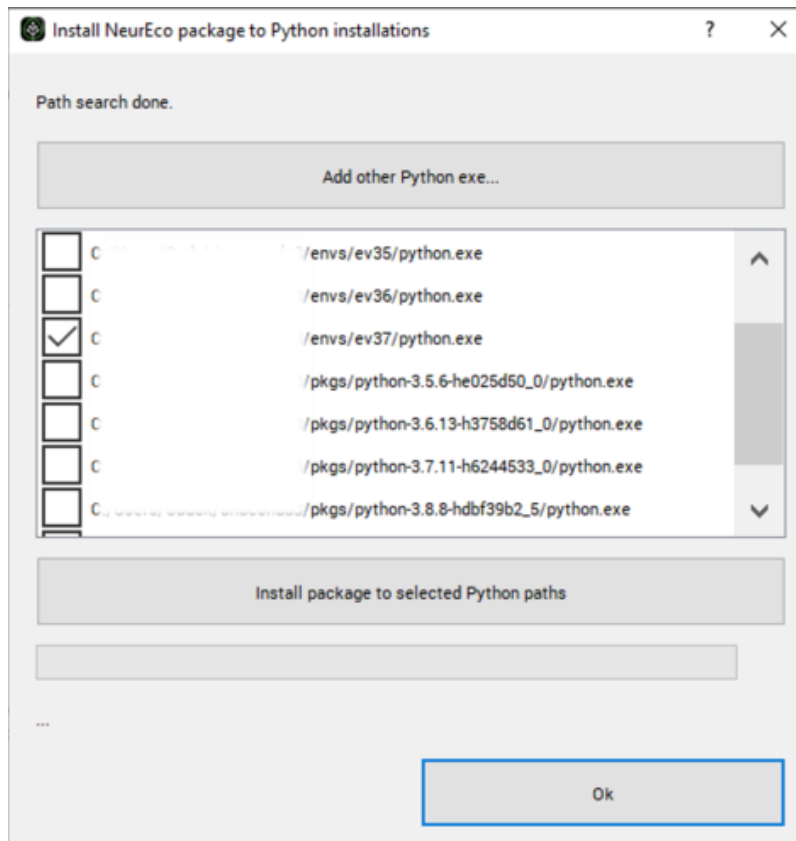 Install NeurEco package to Python installations
Path search done.
Add other Python exe...
C /envs/ev35/python.exe
C /envs/ev36/python.exe
C /envs/ev37/python.exe
C /pkgs/python-3.5.6-he025d50_0/python.exe
C /pkgs/python-3.6.13-h3758d61_0/python.exe
C /pkgs/python-3.7.11-h6244533_0/python.exe
C /pkgs/python-3.8.8-hdbf39b2_5/python.exe
Install package to selected Python paths
...
Ok